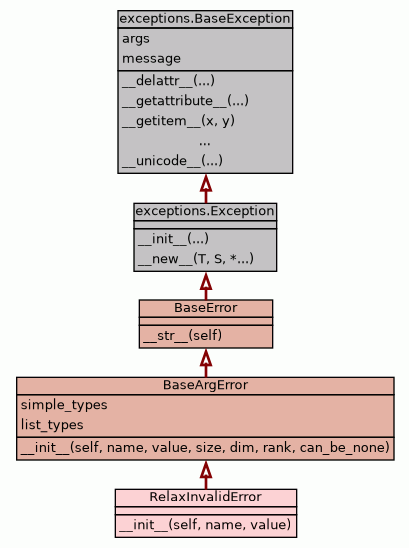 exceptions.BaseException
args
message
__delattr__(...)
__getattribute__(...)
__getitem__(x, y)
...
__unicode__(...)
exceptions.Exception
__init__(...)
__new__(T, S, *...)
BaseError
__str__(self)
BaseArgError
simple_types
list_types
__init__(self, name, value, size, dim, rank, can_be_none)
RelaxInvalidError
__init__(self, name, value)